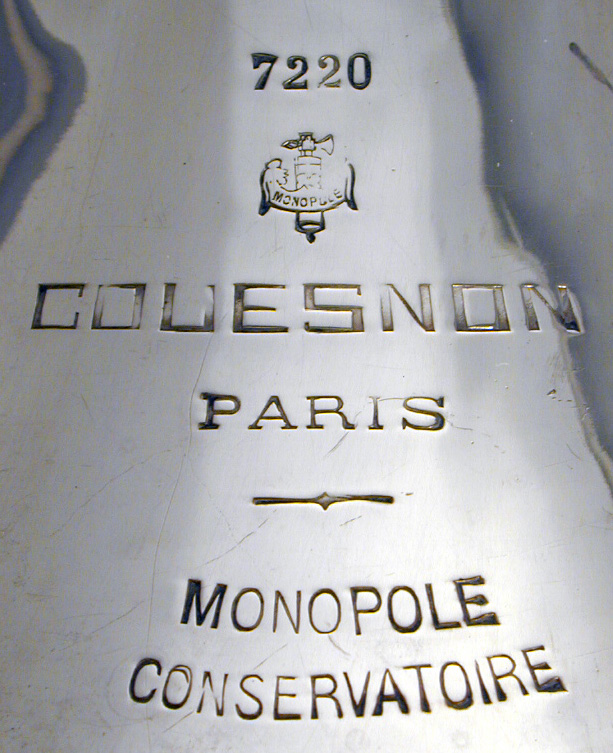 7220
MONOPOLE
COUESNON
PARIS
MONOPOLE
CONSERVATOIRE